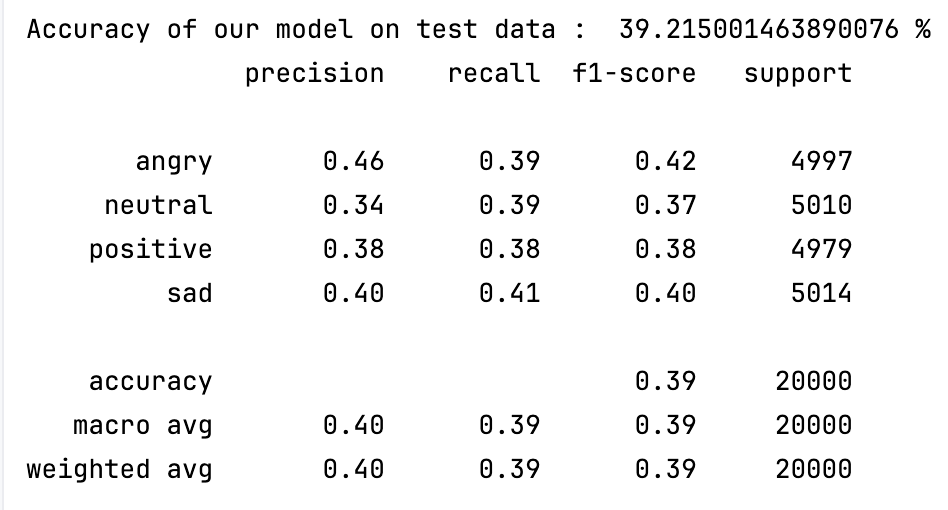 Accuracy of our model on test data :  39.215001463890076 %
              precision    recall  f1-score   support

       angry       0.46      0.39      0.42      4997
     neutral       0.34      0.39      0.37      5010
    positive       0.38      0.38      0.38      4979
         sad       0.40      0.41      0.40      5014

    accuracy                           0.39     20000
   macro avg       0.40      0.39      0.39     20000
weighted avg       0.40      0.39      0.39     20000